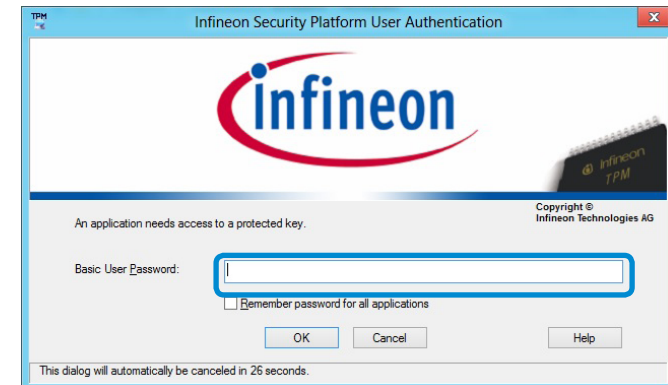 TPM
Infineon Security Platform User Authentication
x
infineon
infineon
TPM
Copyright ©
Infineon Technologies AG
An application needs access to a protected key.
Basic User Password:
Remember password for all applications
OK Cancel Help
This dialog will automatically be canceled in 26 seconds.